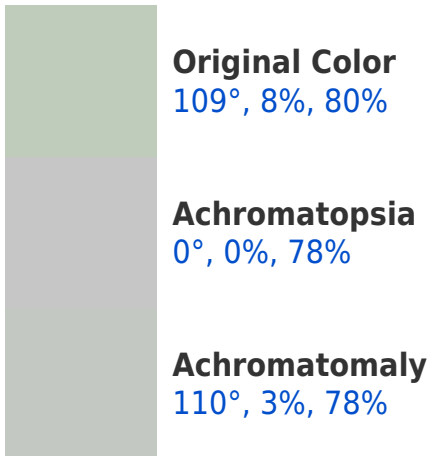 Original Color
109°, 8%, 80%
Achromatopsia
0°, 0%, 78%
Achromatomaly
110°, 3%, 78%